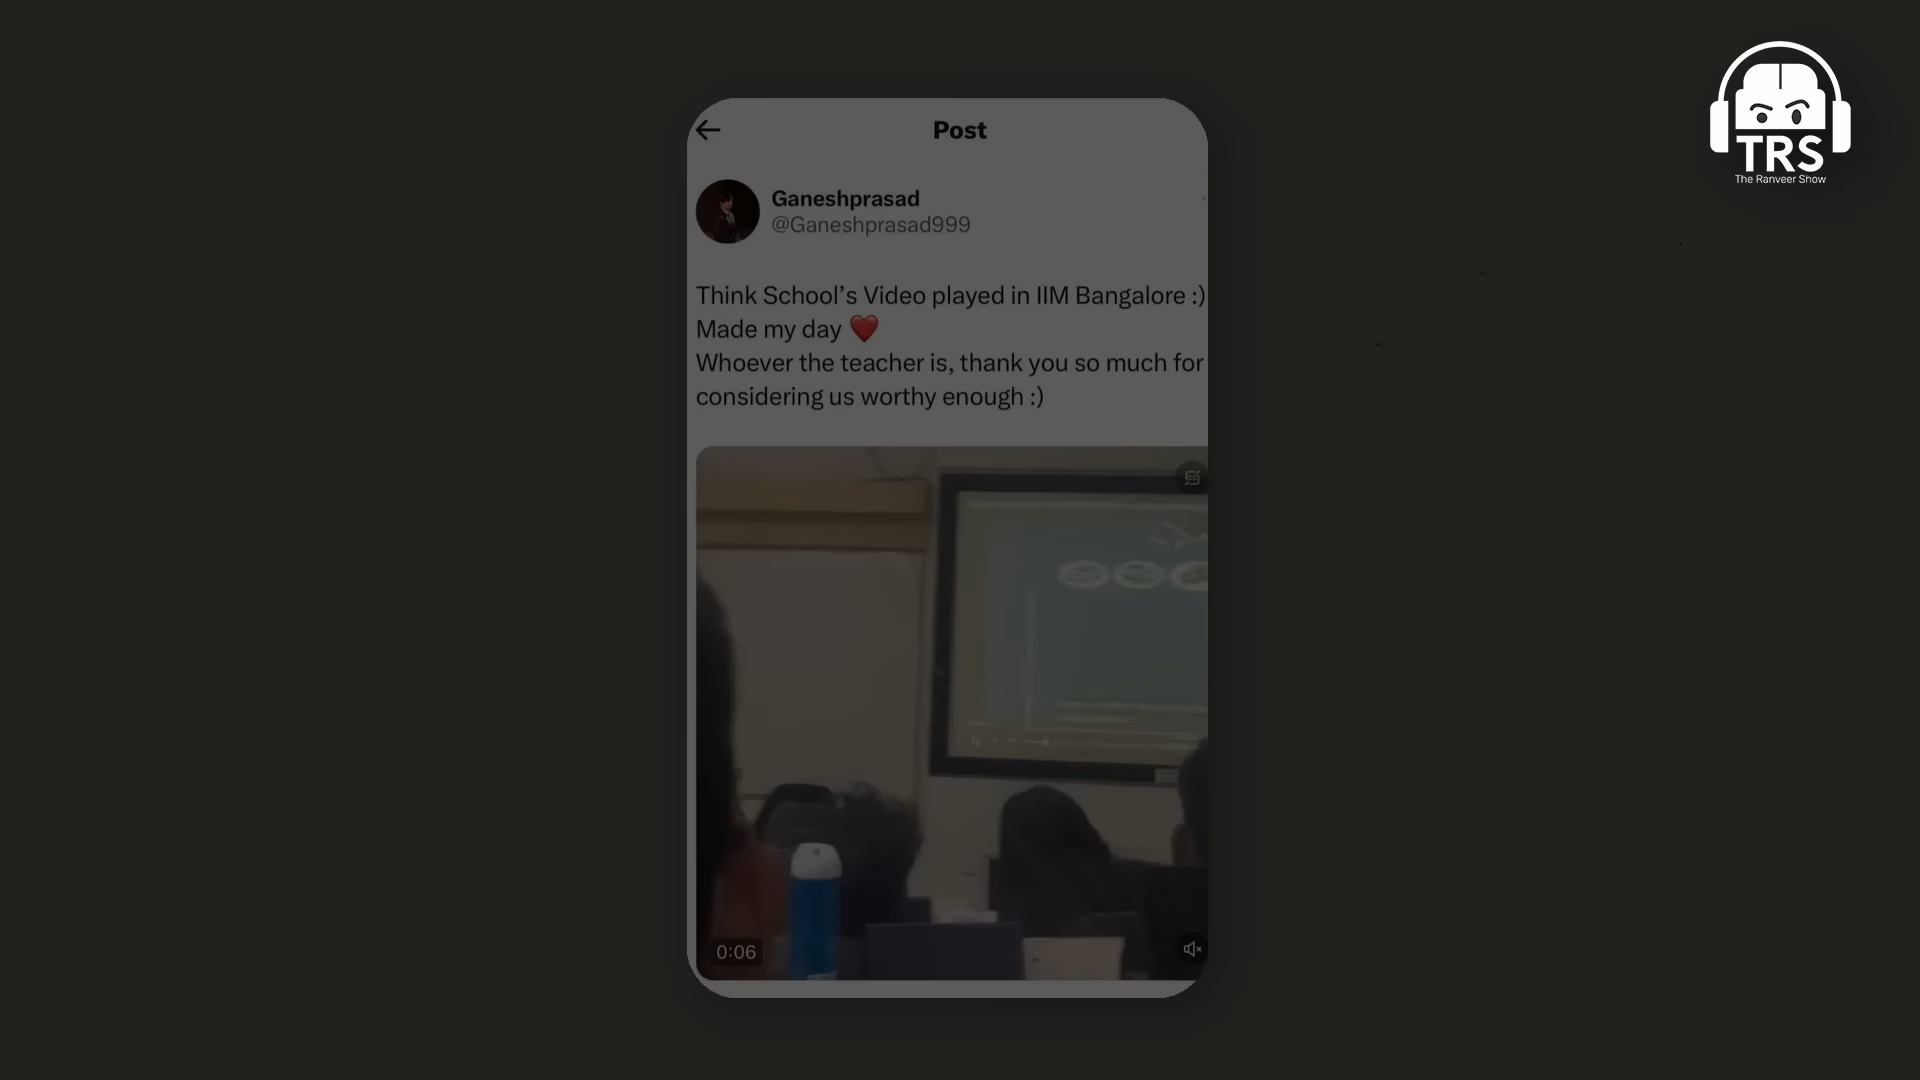 Post
Ganeshprasad
@Ganeshprasad999
Think School’s Video played in IIM Bangalore :)
Made my day ❤️
Whoever the teacher is, thank you so much for
considering us worthy enough :)
0:06
TRS
The Ranveer Show